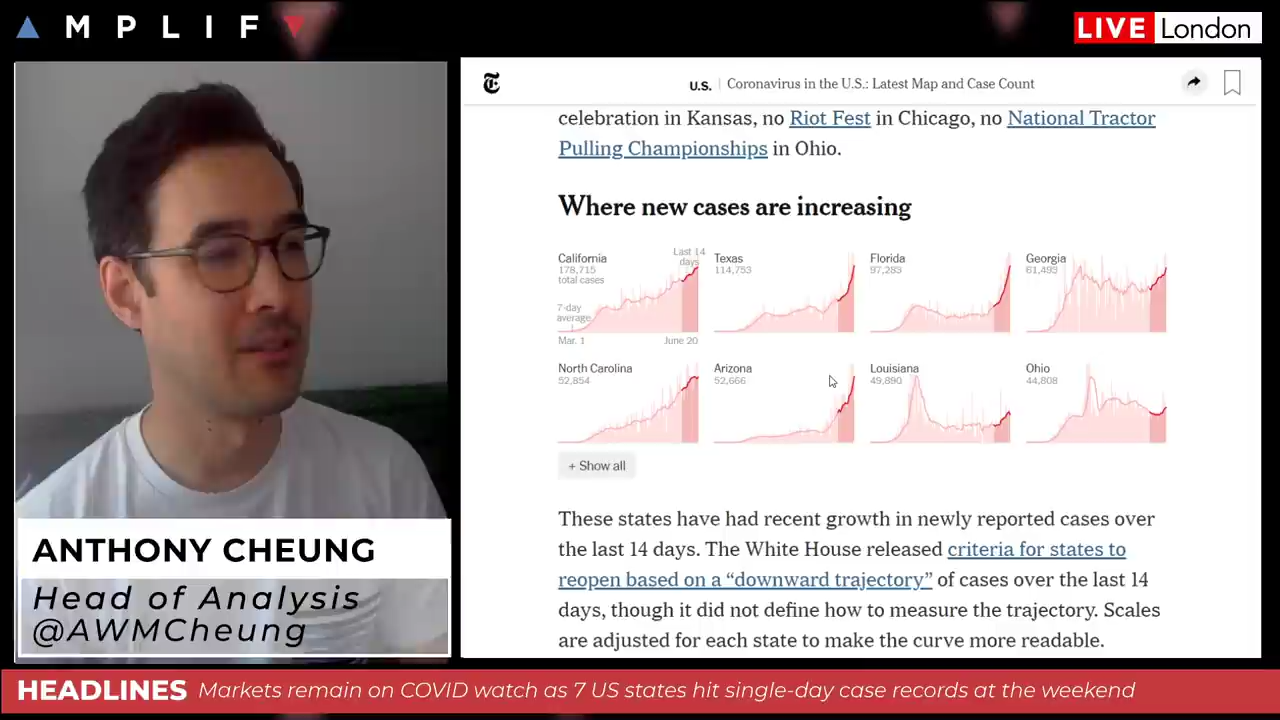 AMPLIFY
LIVE London
U.S. | Coronavirus in the U.S.: Latest Map and Case Count
celebration in Kansas, no Riot Fest in Chicago, no National Tractor
Pulling Championships in Ohio.
Where new cases are increasing
California
178,715
total cases
Last 14
days
7-day
average
Mar. 1
June 20
Texas
114,753
Florida
97,283
Georgia
61,493
North Carolina
52,854
Arizona
52,666
Louisiana
49,890
Ohio
44,808
+ Show all
These states have had recent growth in newly reported cases over
the last 14 days. The White House released criteria for states to
reopen based on a “downward trajectory” of cases over the last 14
days, though it did not define how to measure the trajectory. Scales
are adjusted for each state to make the curve more readable.
ANTHONY CHEUNG
Head of Analysis
@AWMCheung
HEADLINES Markets remain on COVID watch as 7 US states hit single-day case records at the weekend